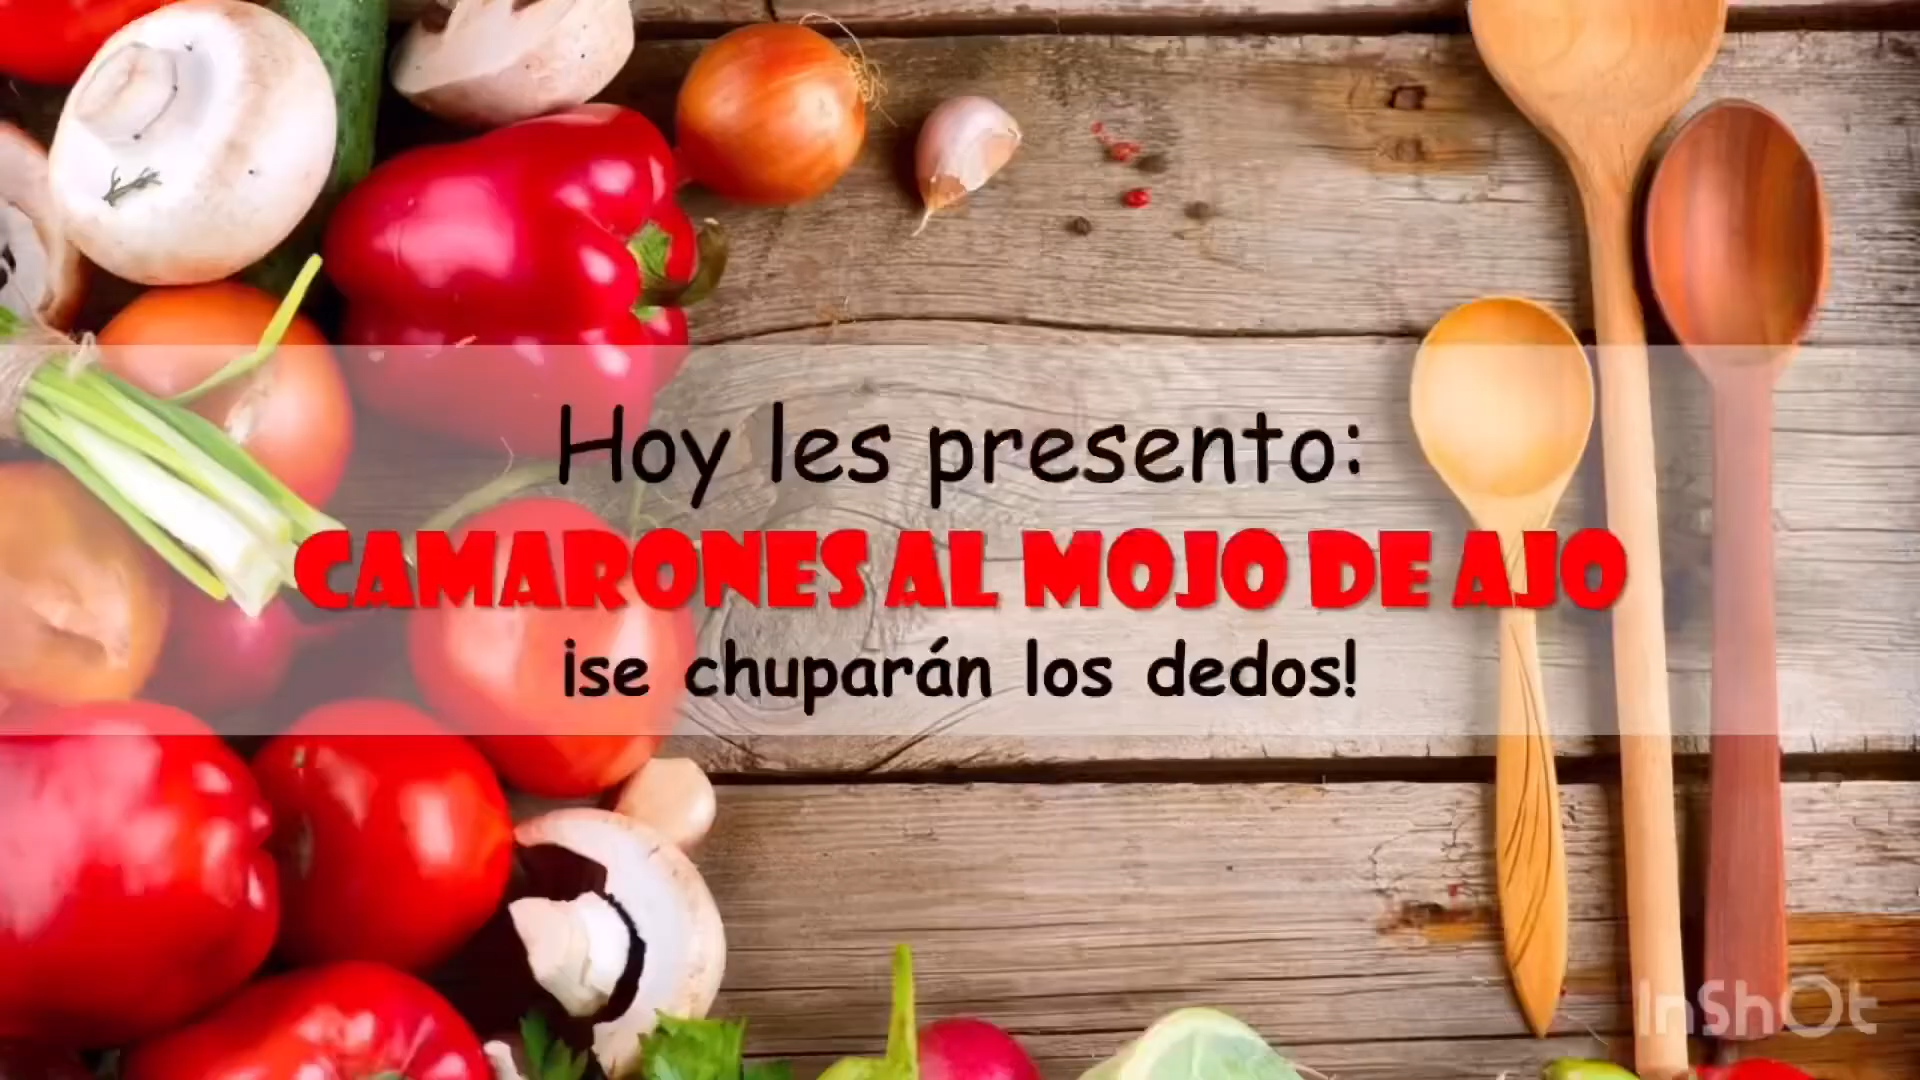 Hoy les presento:
CAMARONES AL MOJO DE AJO
¡se chuparán los dedos!
InShOt